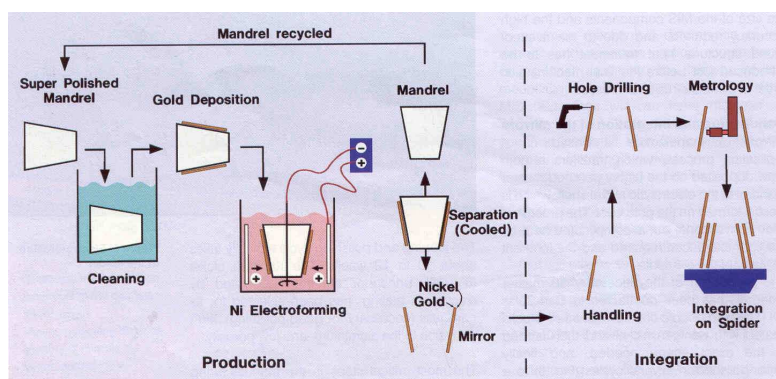 Mandrel recycled
Super Polished
Mandrel
Gold Deposition
Mandrel
Hole Drilling
Metrology
Cleaning
Ni Electroforming
Separation
(Cooled)
Nickel
Gold
Mirror
Handling
Integration
on Spider
Production
Integration